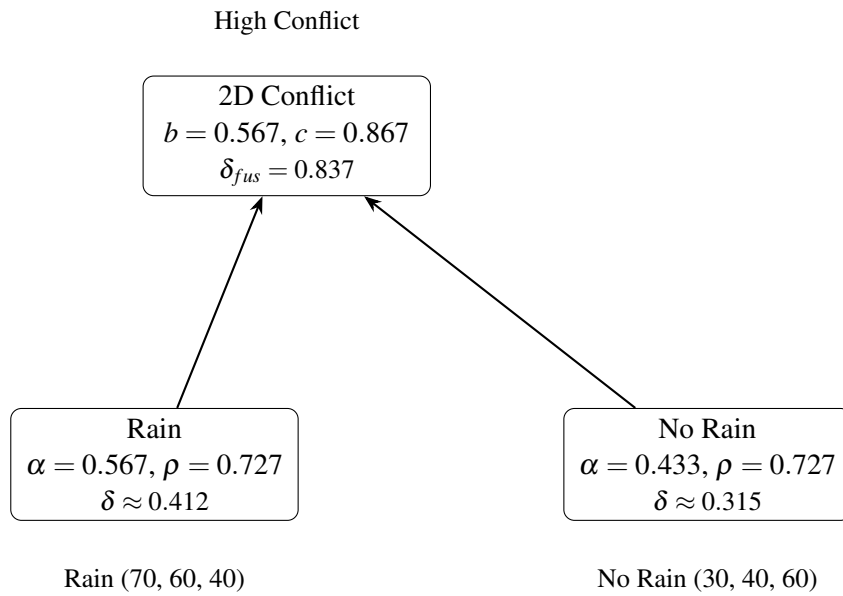 High Conflict
2D Conflict
b = 0.567, c = 0.867
δ_fus = 0.837
Rain
α = 0.567, ρ = 0.727
δ ≈ 0.412
No Rain
α = 0.433, ρ = 0.727
δ ≈ 0.315
Rain (70, 60, 40)
No Rain (30, 40, 60)